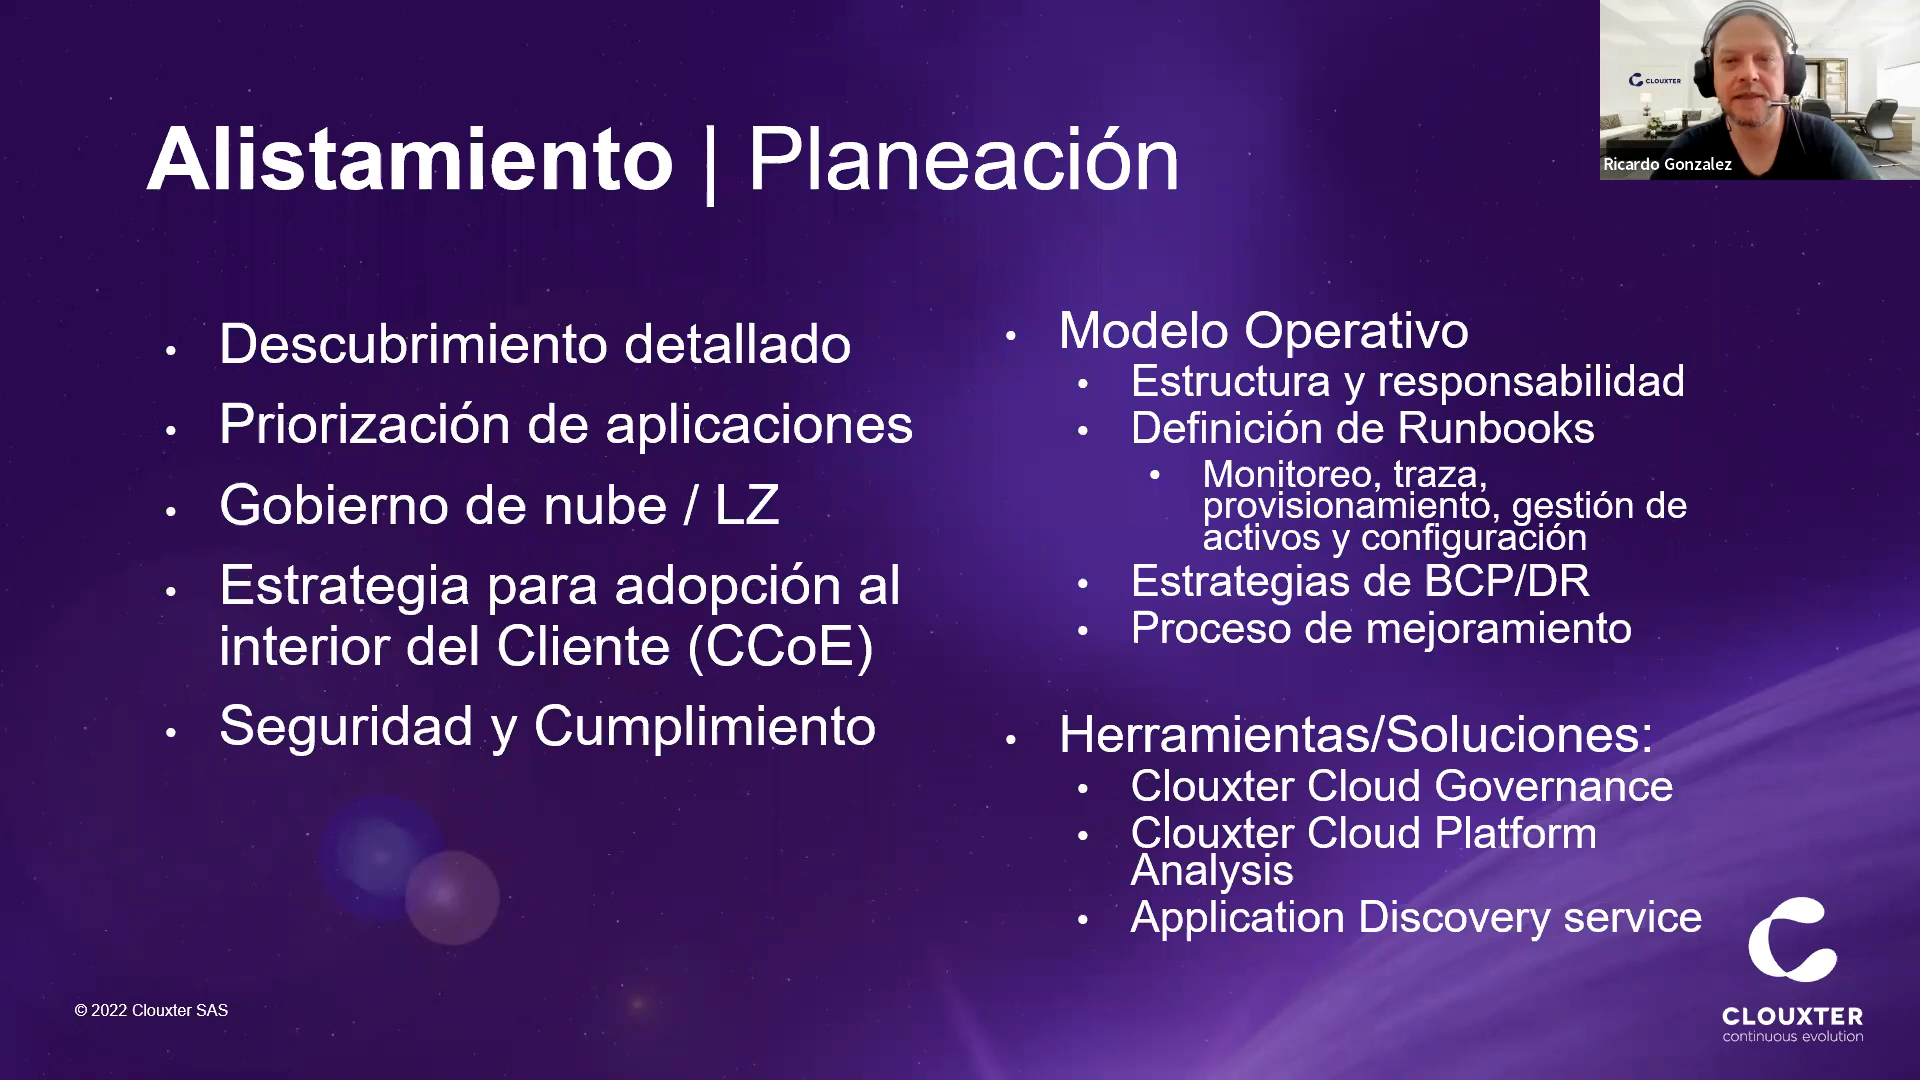 Alistamiento | Planeación
CLOUXTER
Ricardo Gonzalez
• Descubrimiento detallado
• Priorización de aplicaciones
• Gobierno de nube / LZ
• Estrategia para adopción al
interior del Cliente (CCoE)
• Seguridad y Cumplimiento
• Modelo Operativo
• Estructura y responsabilidad
• Definición de Runbooks
• Monitoreo, traza,
provisionamiento, gestión de
activos y configuración
• Estrategias de BCP/DR
• Proceso de mejoramiento
• Herramientas/Soluciones:
• Clouxter Cloud Governance
• Clouxter Cloud Platform
Analysis
• Application Discovery service
© 2022 Clouxter SAS
CLOUXTER
continuous evolution